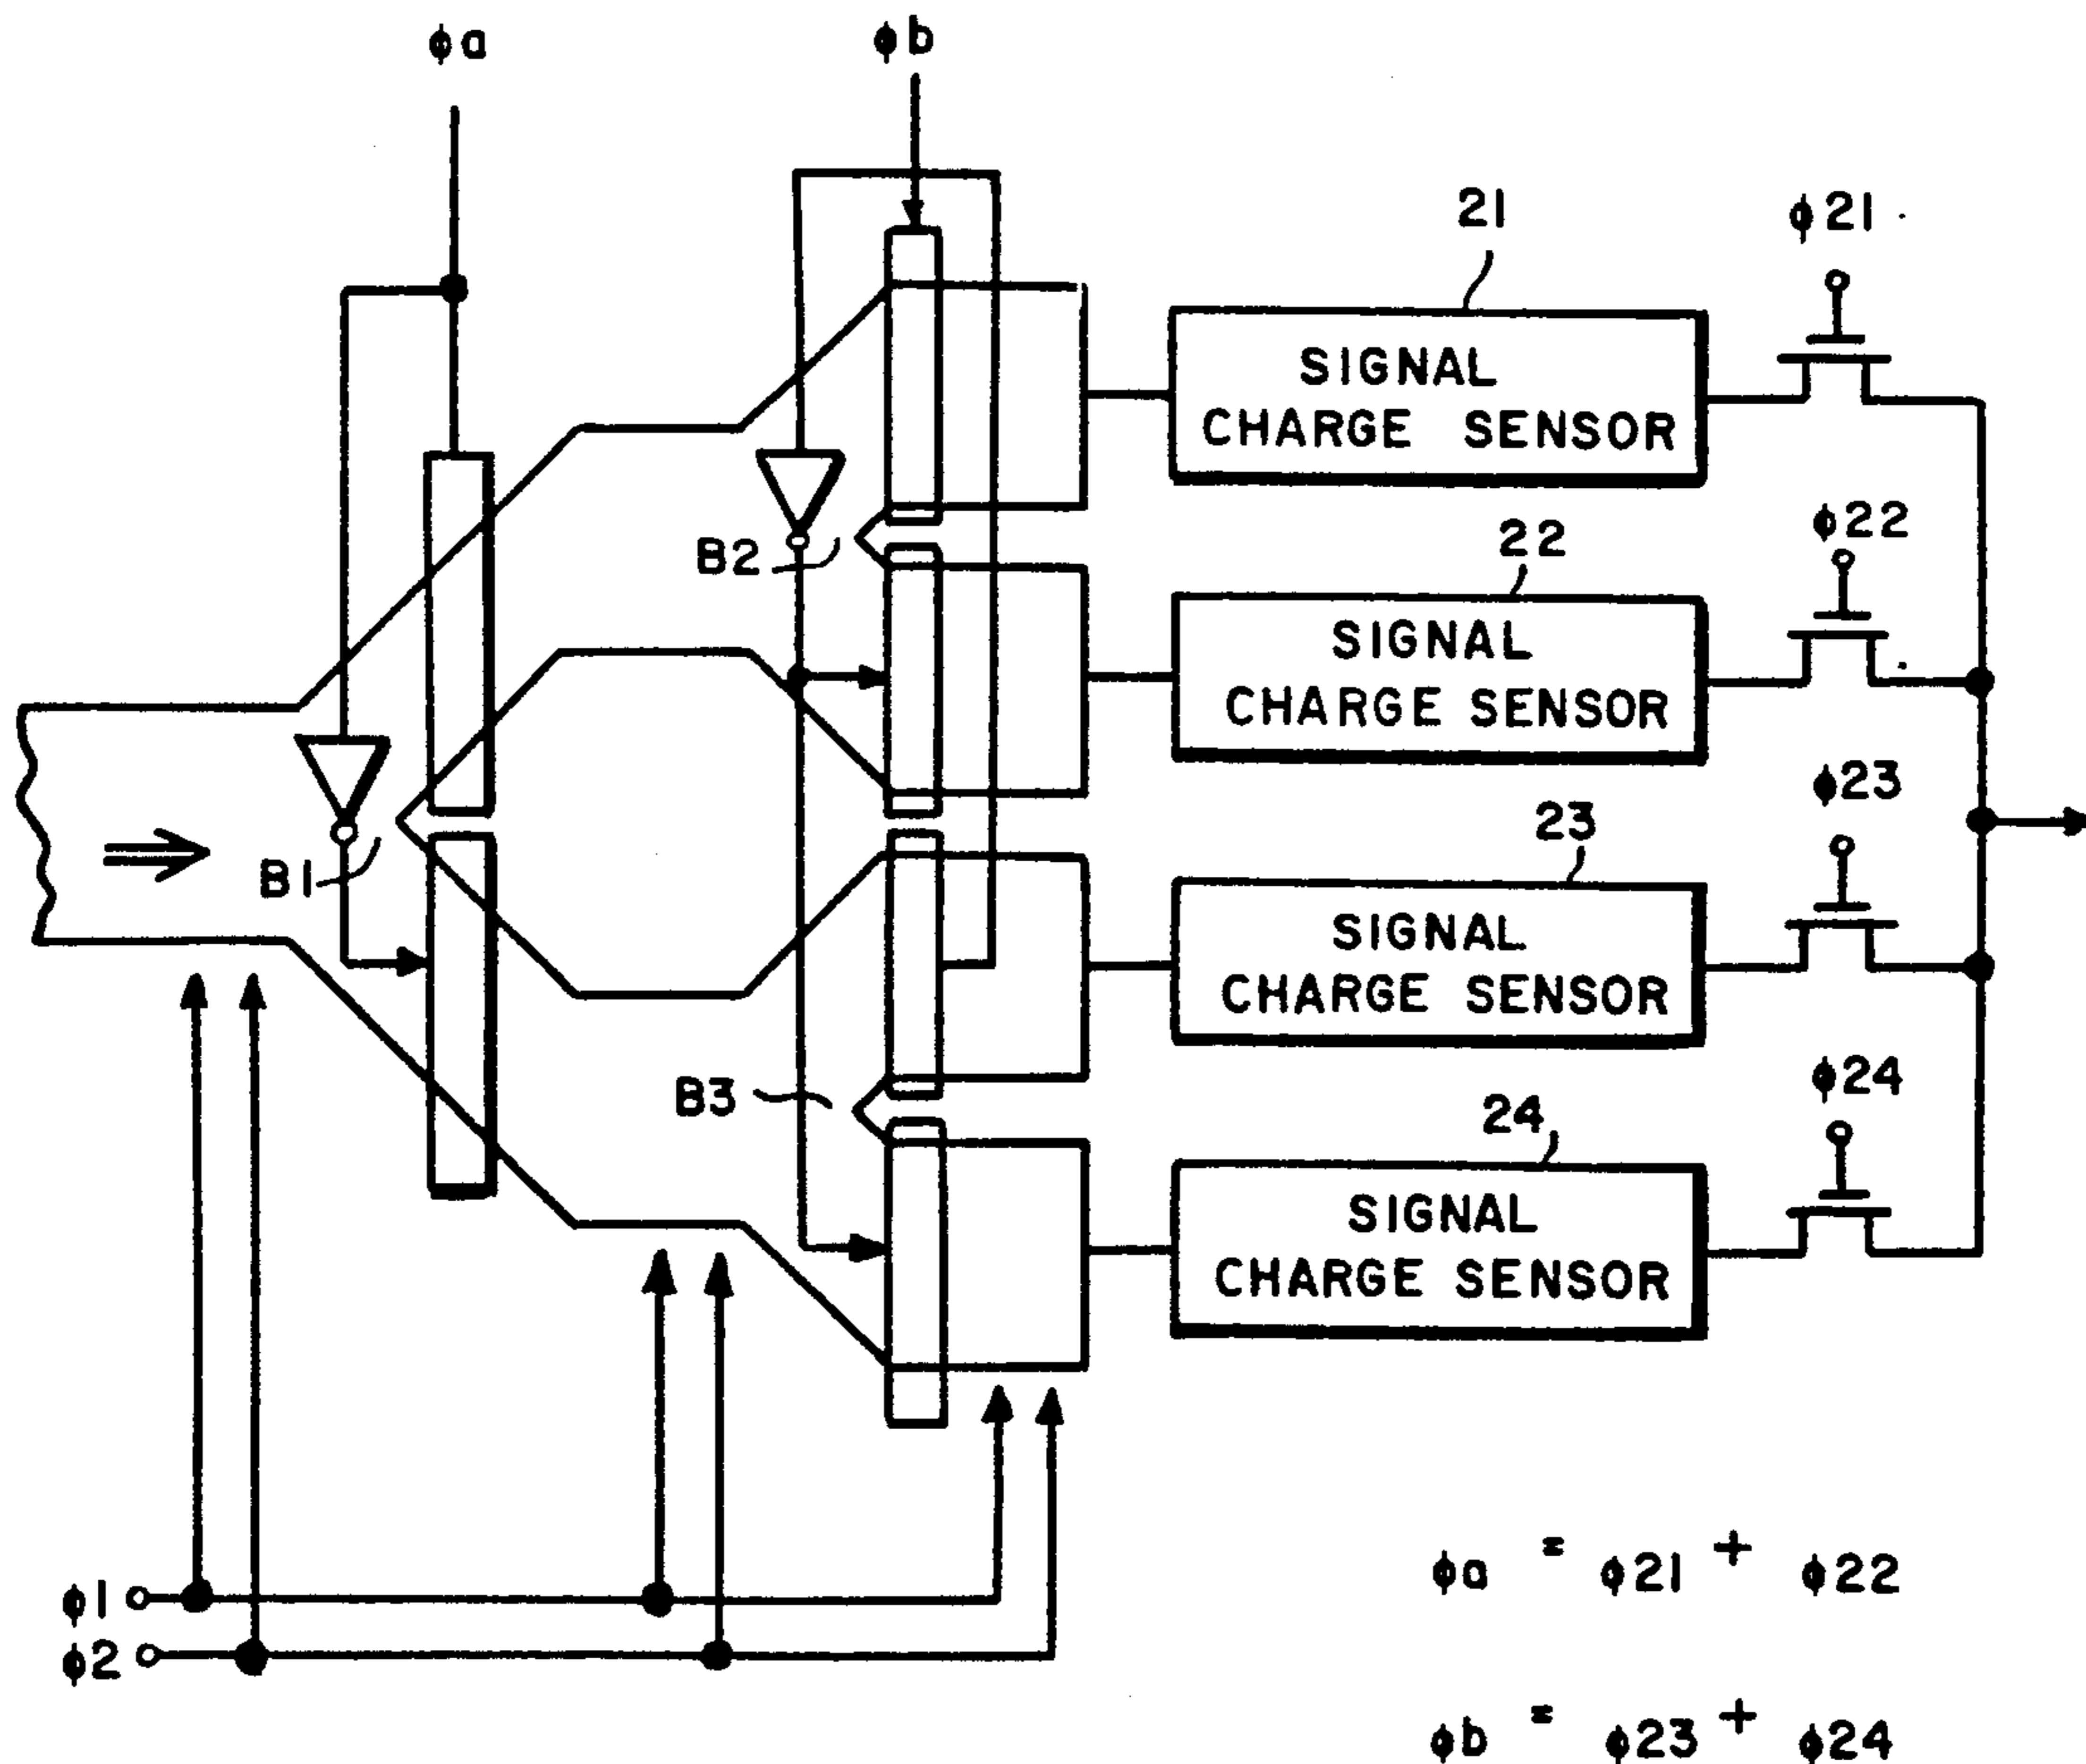 ϕa
ϕb
21
ϕ21
SIGNAL
CHARGE SENSOR
B2
22
ϕ22
SIGNAL
CHARGE SENSOR
B1
23
ϕ23
SIGNAL
CHARGE SENSOR
B3
24
ϕ24
SIGNAL
CHARGE SENSOR
ϕ1
ϕ2
ϕa = ϕ21 + ϕ22
ϕb = ϕ23 + ϕ24